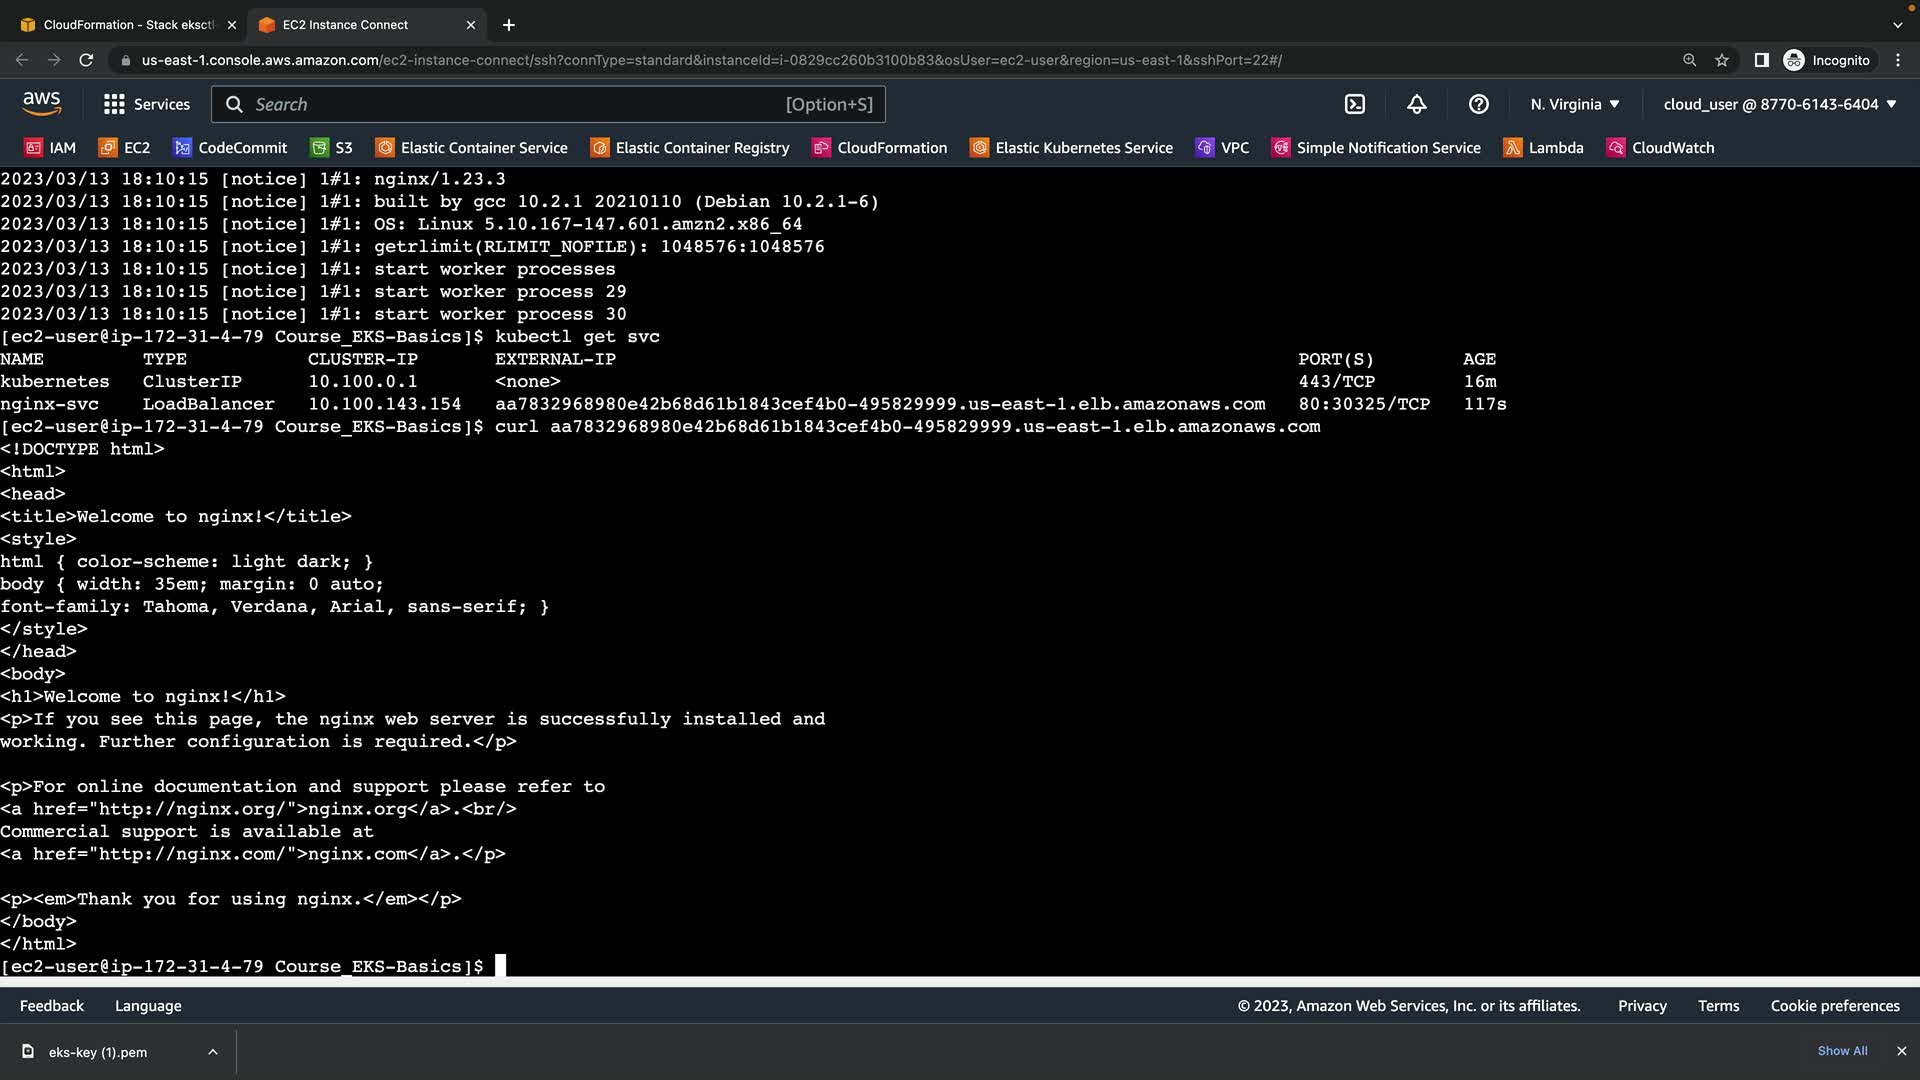 CloudFormation - Stack eksctl
EC2 Instance Connect
us-east-1.console.aws.amazon.com/ec2-instance-connect/ssh?connType=standard&instanceId=i-0829cc260b3100b83&osUser=ec2-user&region=us-east-1&sshPort=22#/
Incognito
aws
Services
Search
[Option+S]
N. Virginia
cloud_user @ 8770-6143-6404
IAM
EC2
CodeCommit
S3
Elastic Container Service
Elastic Container Registry
CloudFormation
Elastic Kubernetes Service
VPC
Simple Notification Service
Lambda
CloudWatch
2023/03/13 18:10:15 [notice] 1#1: nginx/1.23.3
2023/03/13 18:10:15 [notice] 1#1: built by gcc 10.2.1 20210110 (Debian 10.2.1-6)
2023/03/13 18:10:15 [notice] 1#1: OS: Linux 5.10.167-147.601.amzn2.x86_64
2023/03/13 18:10:15 [notice] 1#1: getrlimit(RLIMIT_NOFILE): 1048576:1048576
2023/03/13 18:10:15 [notice] 1#1: start worker processes
2023/03/13 18:10:15 [notice] 1#1: start worker process 29
2023/03/13 18:10:15 [notice] 1#1: start worker process 30
[ec2-user@ip-172-31-4-79 Course_EKS-Basics]$ kubectl get svc
NAME TYPE CLUSTER-IP EXTERNAL-IP PORT(S) AGE
kubernetes ClusterIP 10.100.0.1 <none> 443/TCP 16m
nginx-svc LoadBalancer 10.100.143.154 aa7832968980e42b68d61b1843cef4b0-495829999.us-east-1.elb.amazonaws.com 80:30325/TCP 117s
[ec2-user@ip-172-31-4-79 Course_EKS-Basics]$ curl aa7832968980e42b68d61b1843cef4b0-495829999.us-east-1.elb.amazonaws.com
<!DOCTYPE html>
<html>
<head>
<title>Welcome to nginx!</title>
<style>
html { color-scheme: light dark; }
body { width: 35em; margin: 0 auto;
font-family: Tahoma, Verdana, Arial, sans-serif; }
</style>
</head>
<body>
<h1>Welcome to nginx!</h1>
<p>If you see this page, the nginx web server is successfully installed and
working. Further configuration is required.</p>
<p>For online documentation and support please refer to
<a href="http://nginx.org/">nginx.org</a>.<br/>
Commercial support is available at
<a href="http://nginx.com/">nginx.com</a>.</p>
<p><em>Thank you for using nginx.</em></p>
</body>
</html>
[ec2-user@ip-172-31-4-79 Course_EKS-Basics]$
Feedback
Language
© 2023, Amazon Web Services, Inc. or its affiliates.
Privacy
Terms
Cookie preferences
eks-key (1).pem
Show All